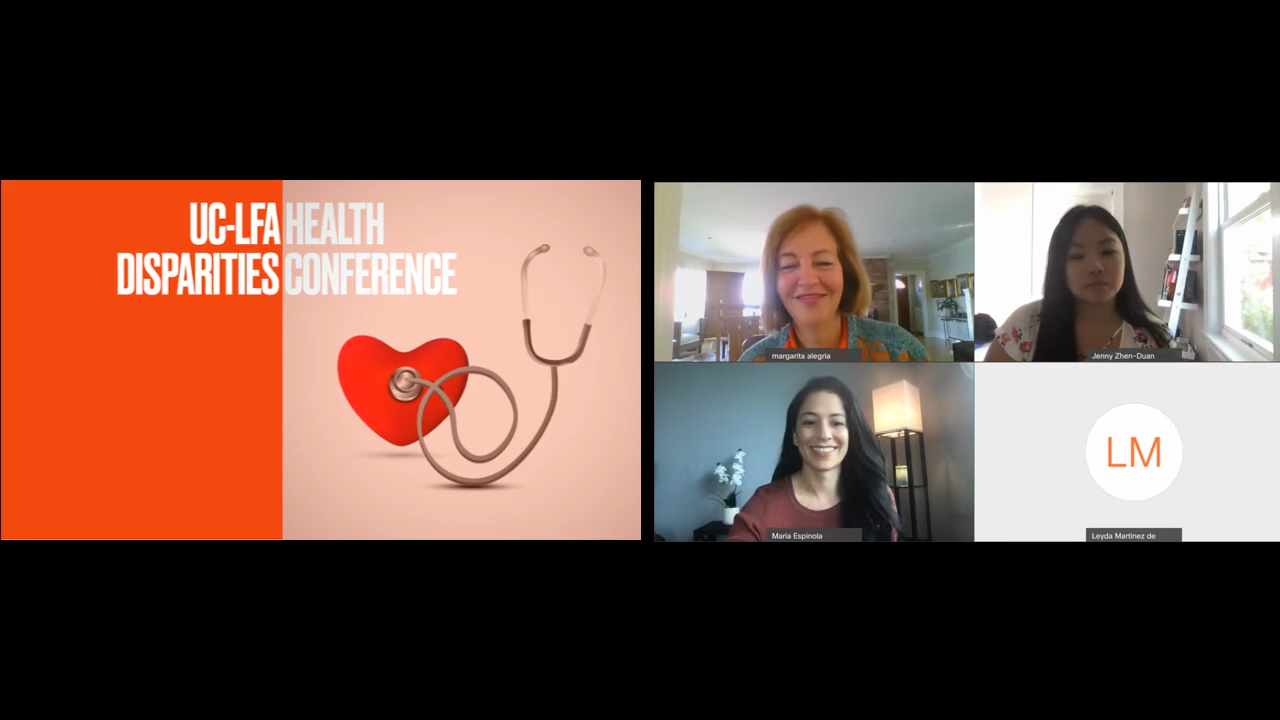 UC-LFA HEALTH
DISPARITIES CONFERENCE
margarita alegria
Jenny Zhen-Duan
Maria Espinola
LM
Leyda Martinez de